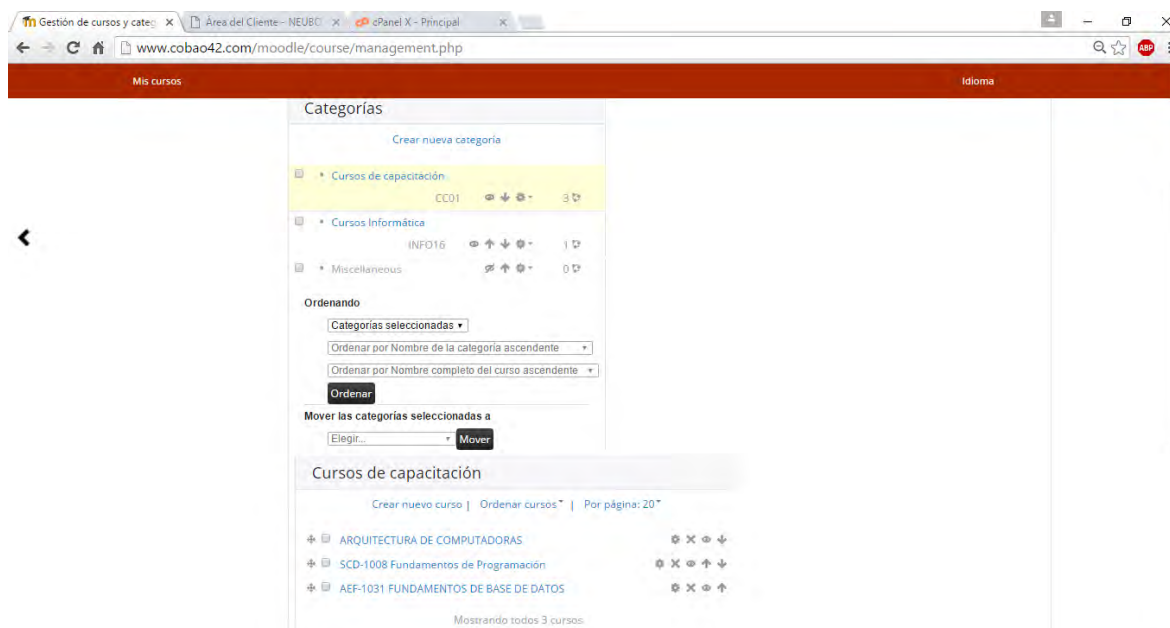 Gestión de cursos y categ
Área del Cliente - NEUBO
cPanel X - Principal
www.cobao42.com/moodle/course/management.php
ABP
Mis cursos
Idioma
Categorías
Crear nueva categoría
Cursos de capacitación
CC01
3
Cursos Informática
INFO16
1
Miscellaneous
0
Ordenando
Categorías seleccionadas
Ordenar por Nombre de la categoría ascendente
Ordenar por Nombre completo del curso ascendente
Ordenar
Mover las categorías seleccionadas a
Elegir...
Mover
Cursos de capacitación
Crear nuevo curso | Ordenar cursos | Por página: 20
ARQUITECTURA DE COMPUTADORAS
SCD-1008 Fundamentos de Programación
AEF-1031 FUNDAMENTOS DE BASE DE DATOS
Mostrando todos 3 cursos